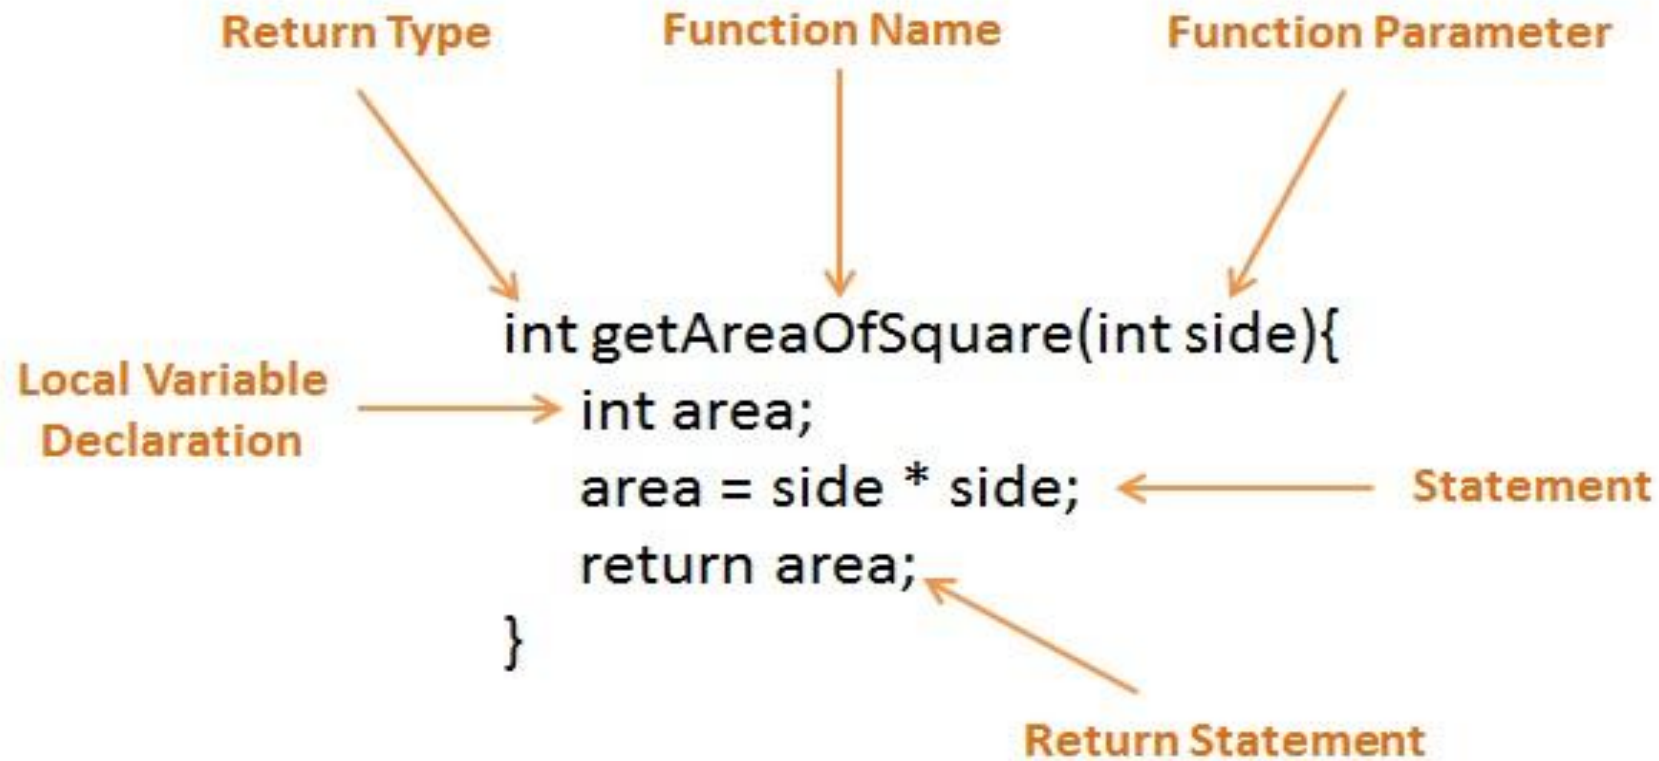 Return Type
Function Name
Function Parameter
int getAreaOfSquare(int side){
Local Variable
Declaration
int area;
area = side * side;
Statement
return area;
}
Return Statement